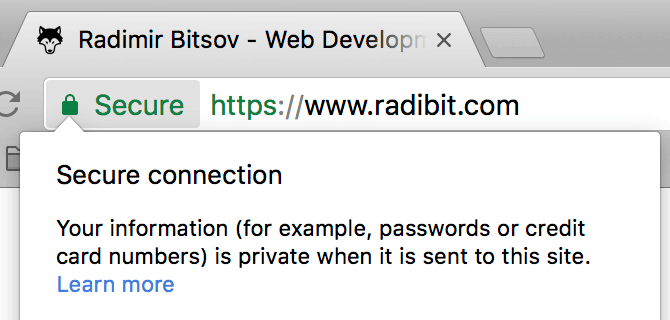 Radimir Bitsov - Web Develop
Secure https://www.radibit.com
Secure connection
Your information (for example, passwords or credit
card numbers) is private when it is sent to this site.
Learn more